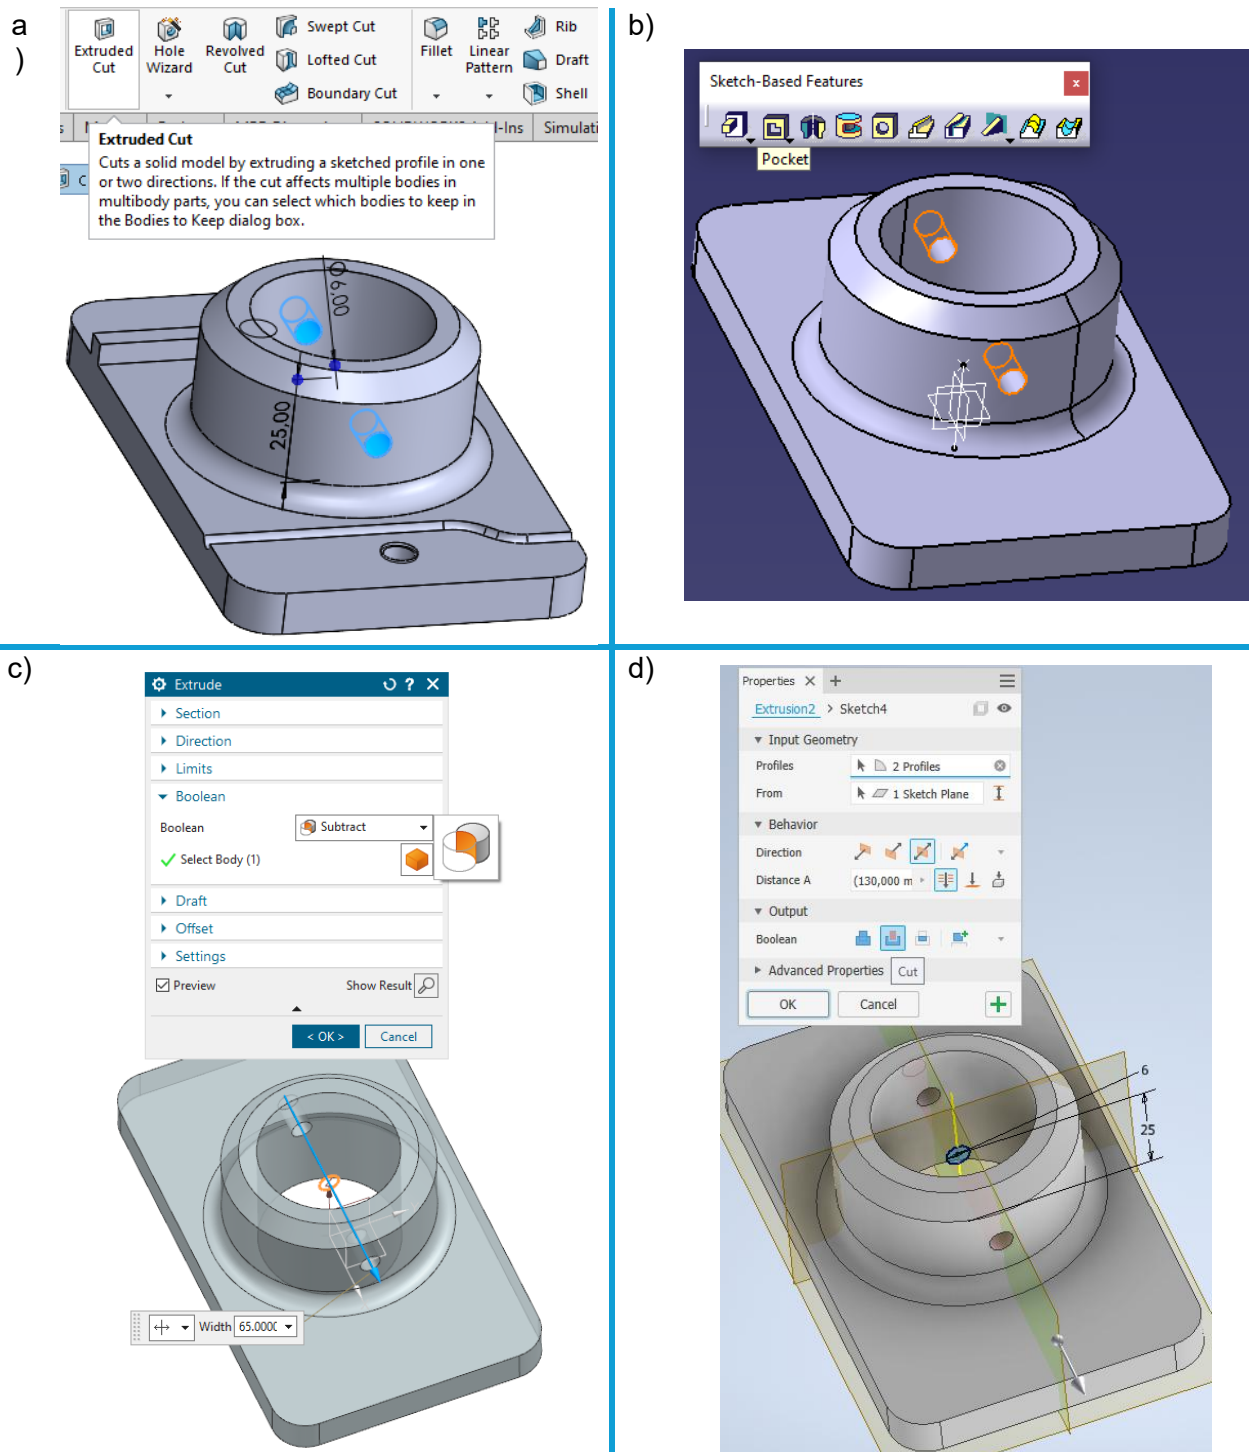 a
)
Extruded Cut
Hole Wizard
Revolved Cut
Swept Cut
Lofted Cut
Boundary Cut
Fillet
Linear Pattern
Rib
Draft
Shell
Simulati
Extruded Cut
Cuts a solid model by extruding a sketched profile in one
or two directions. If the cut affects multiple bodies in
multibody parts, you can select which bodies to keep in
the Bodies to Keep dialog box.
6,00
25,00
b)
Sketch-Based Features
x
Pocket
c)
Extrude
Section
Direction
Limits
Boolean
Boolean
Subtract
Select Body (1)
Draft
Offset
Settings
Preview
Show Result
< OK >
Cancel
Width 65.0000
d)
Properties
Extrusion2 > Sketch4
Input Geometry
Profiles
2 Profiles
From
1 Sketch Plane
Behavior
Direction
Distance A
(130,000 m
Output
Boolean
Advanced Properties
Cut
OK
Cancel
6
25